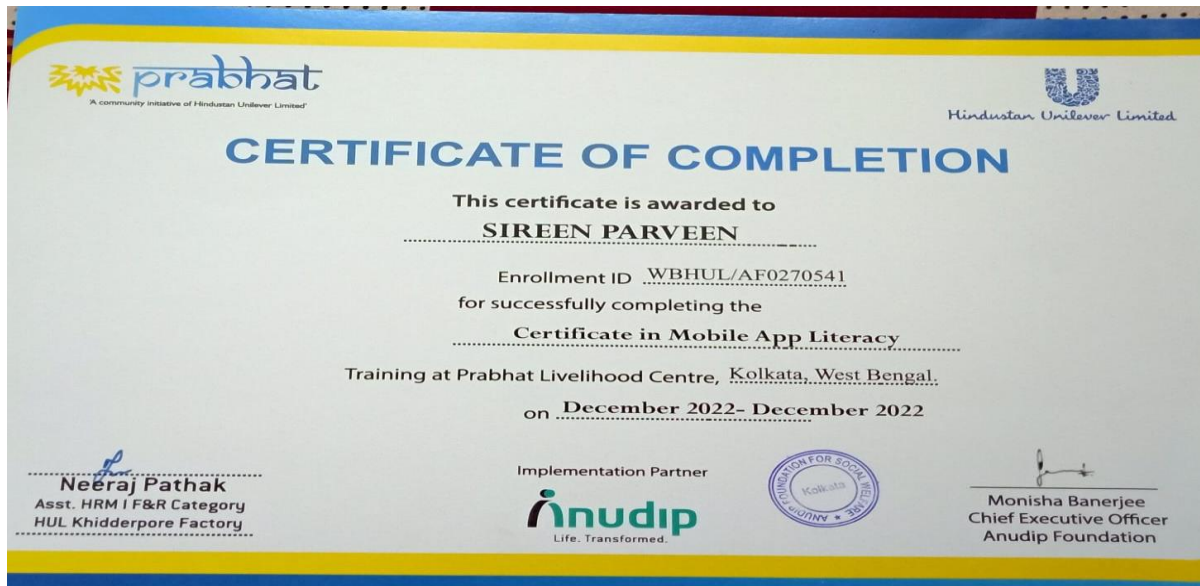 prabhat
'A community initiative of Hindustan Unilever Limited'
Hindustan Unilever Limited
CERTIFICATE OF COMPLETION
This certificate is awarded to
SIREEN PARVEEN
Enrollment ID WBHUL/AF0270541
for successfully completing the
Certificate in Mobile App Literacy
Training at Prabhat Livelihood Centre, Kolkata, West Bengal.
on December 2022- December 2022
Neeraj Pathak
Asst. HRM I F&R Category
HUL Khidderpore Factory
Implementation Partner
Anudip
Life. Transformed.
ANUDIP FOUNDATION FOR SOCIAL WELFARE
Kolkata
Monisha Banerjee
Chief Executive Officer
Anudip Foundation